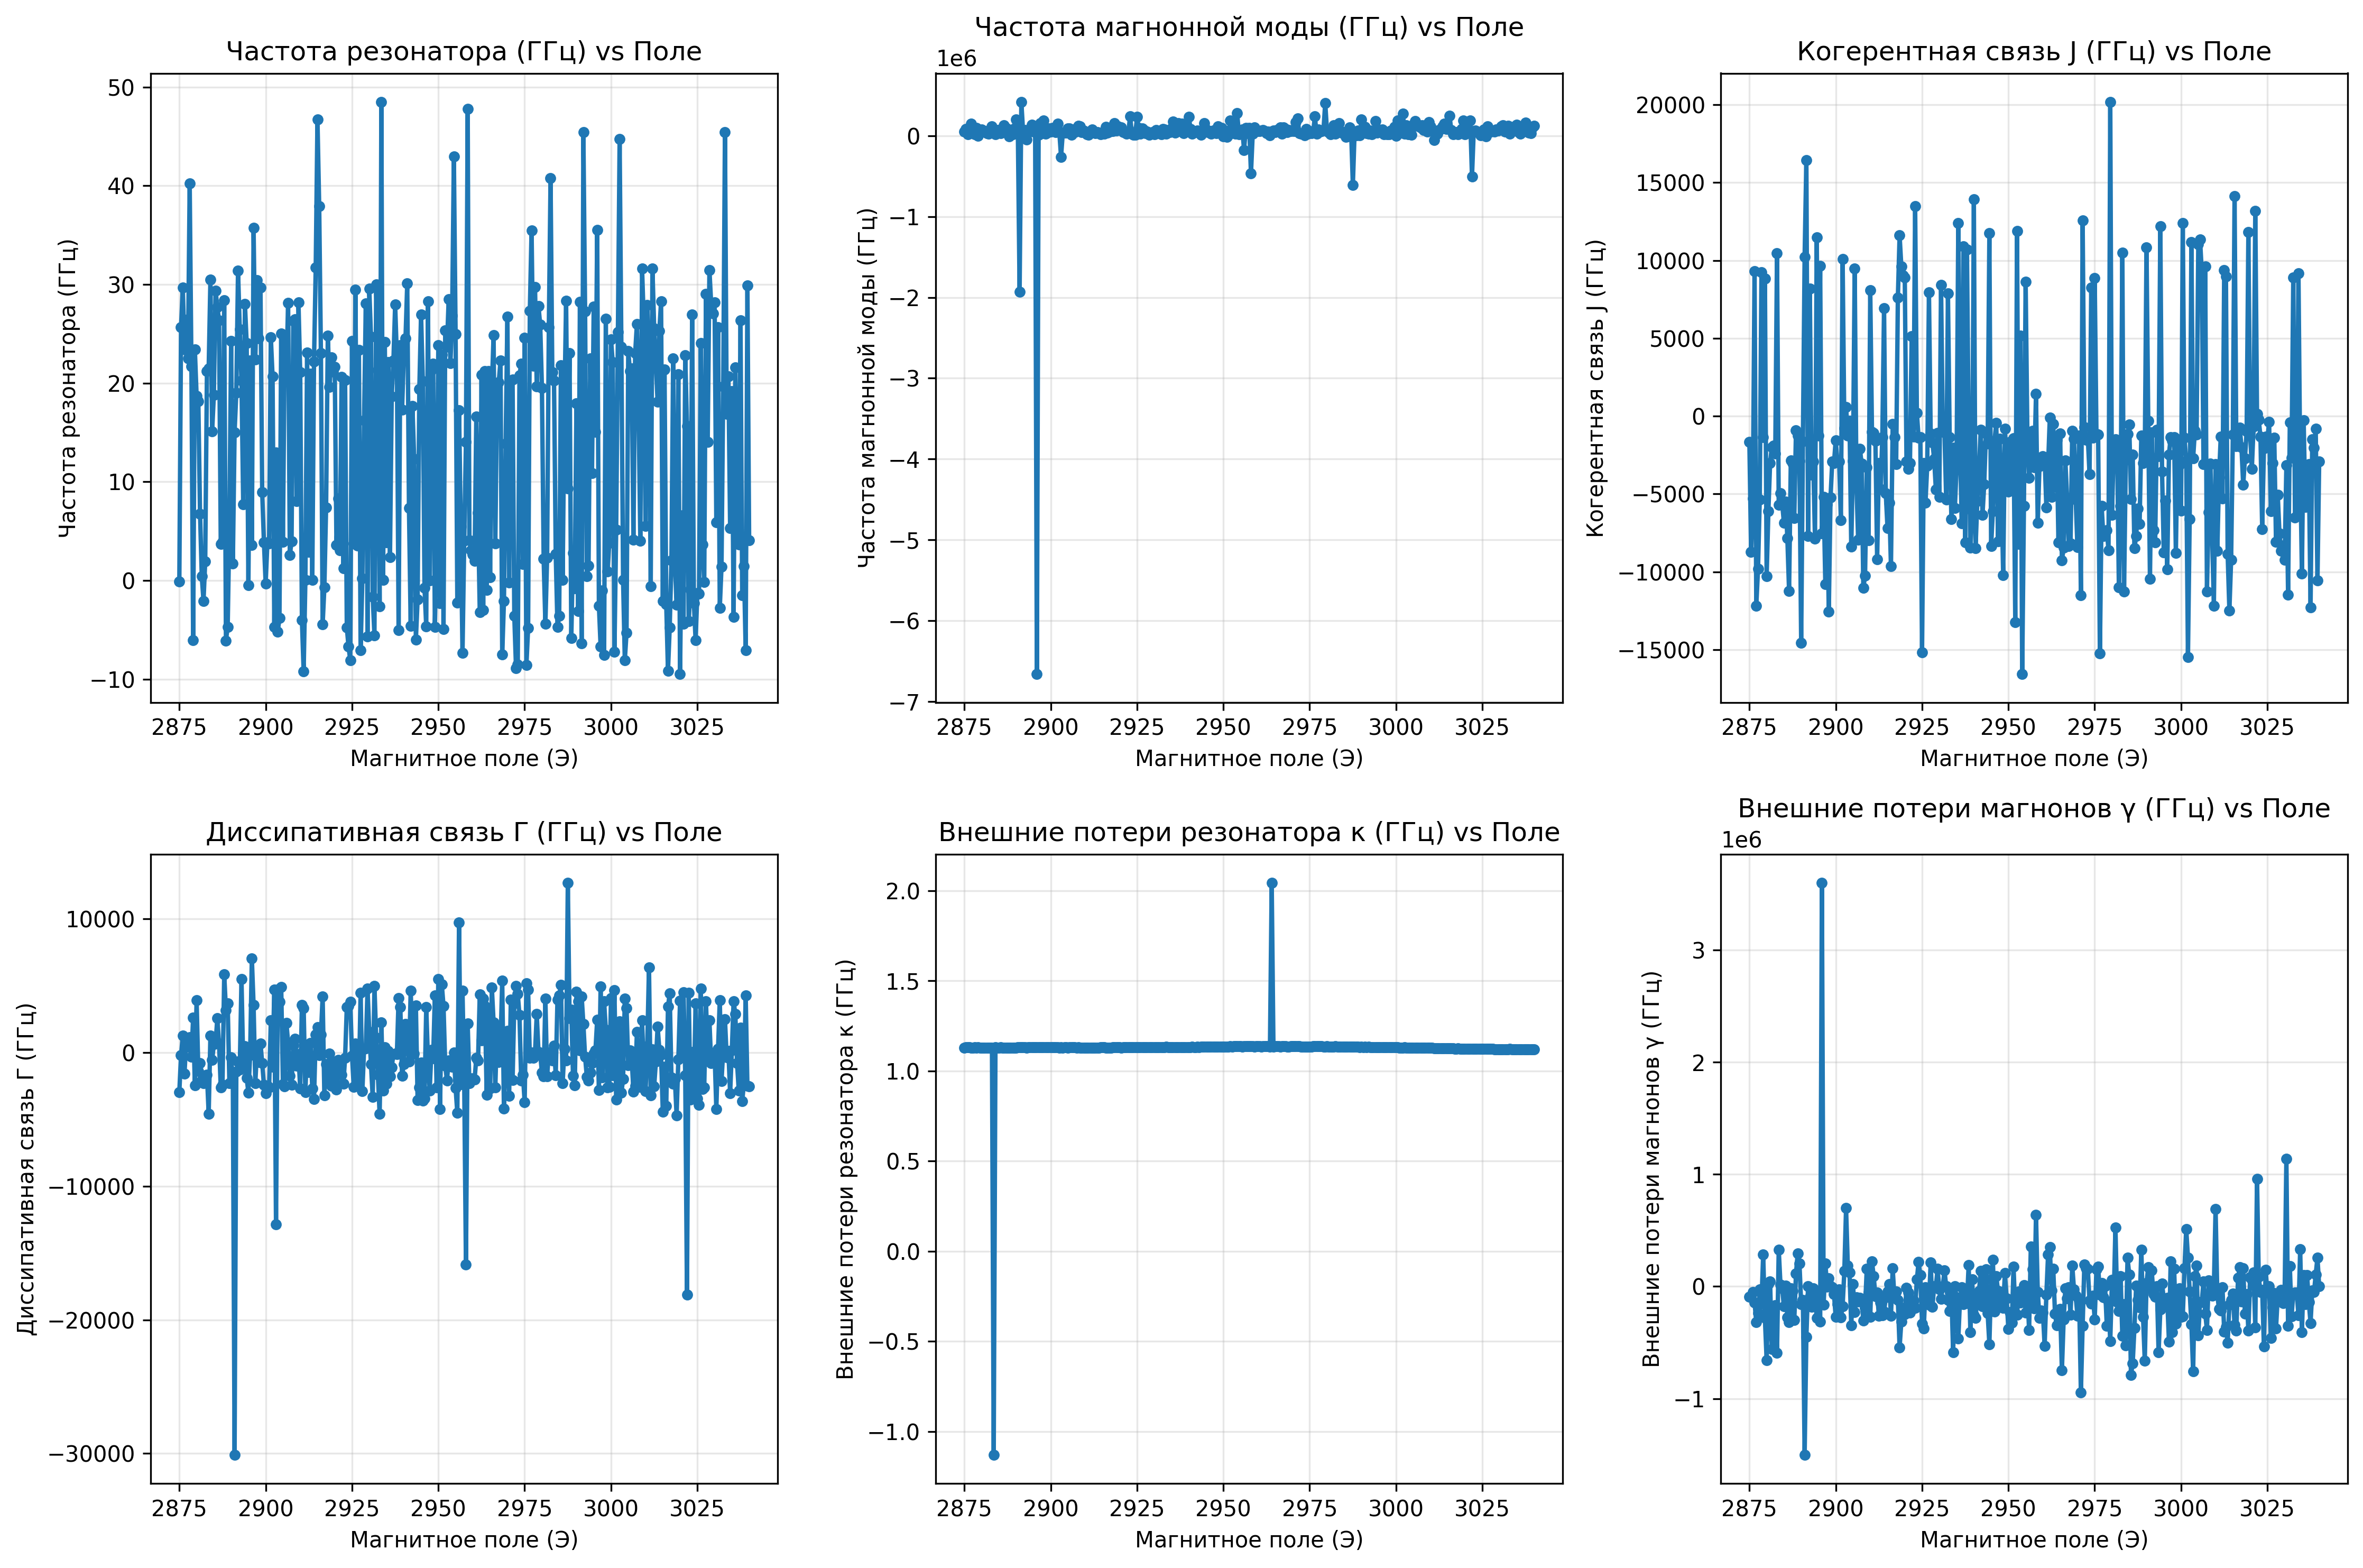 Частота резонатора (ГГц) vs Поле
Частота резонатора (ГГц)
50
40
30
20
10
0
−10
2875 2900 2925 2950 2975 3000 3025
Магнитное поле (Э)
Частота магнонной моды (ГГц) vs Поле
1e6
Частота магнонной моды (ГГц)
0
−1
−2
−3
−4
−5
−6
−7
2875 2900 2925 2950 2975 3000 3025
Магнитное поле (Э)
Когерентная связь J (ГГц) vs Поле
Когерентная связь J (ГГц)
20000
15000
10000
5000
0
−5000
−10000
−15000
2875 2900 2925 2950 2975 3000 3025
Магнитное поле (Э)
Диссипативная связь Γ (ГГц) vs Поле
Диссипативная связь Γ (ГГц)
10000
0
−10000
−20000
−30000
2875 2900 2925 2950 2975 3000 3025
Магнитное поле (Э)
Внешние потери резонатора κ (ГГц) vs Поле
Внешние потери резонатора κ (ГГц)
2.0
1.5
1.0
0.5
0.0
−0.5
−1.0
2875 2900 2925 2950 2975 3000 3025
Магнитное поле (Э)
Внешние потери магнонов γ (ГГц) vs Поле
1e6
Внешние потери магнонов γ (ГГц)
3
2
1
0
−1
2875 2900 2925 2950 2975 3000 3025
Магнитное поле (Э)